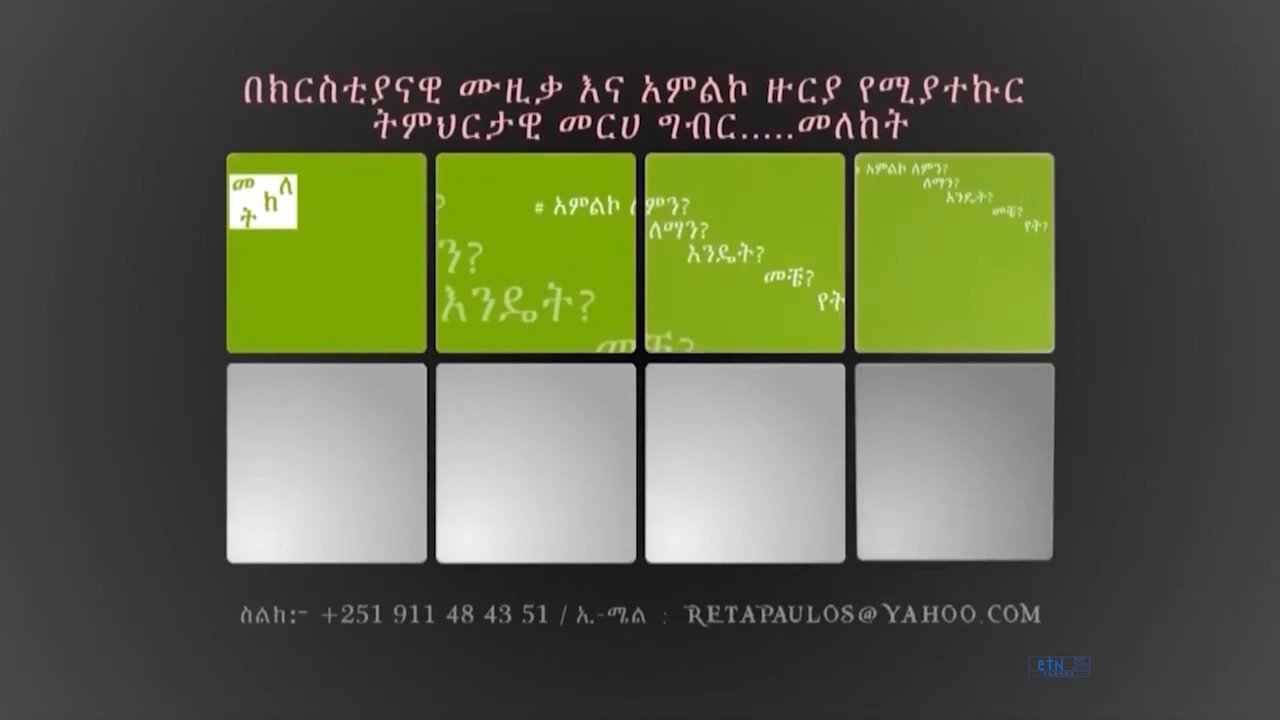 በክርስቲያናዊ ሙዚቃ እና አምልኮ ዙርያ የሚያተኩር
ትምህርታዊ መርሀ ግብር.....መለከት
መ ለ
ከ
ት
# አምልኮ
ን?
እንዴት?
መቼ?
ምን?
ለማን?
እንዴት?
መቼ?
የት
አምልኮ ለምን?
ለማን?
እንዴት?
መቼ?
የት?
ስልክ:- +251 911 48 43 51 / ኢ.-ሜል : RETAPAULOS@YAHOO.COM
ETN